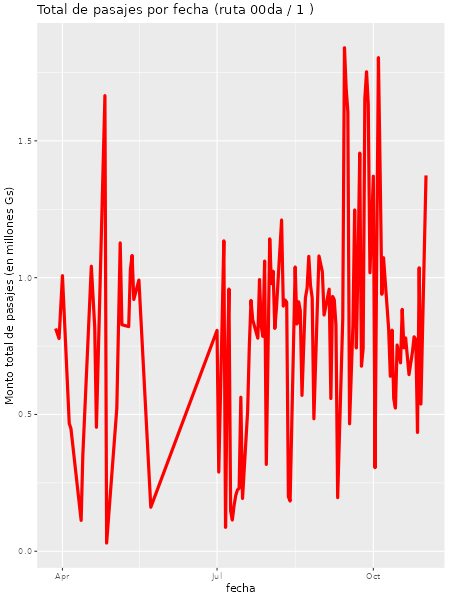 Total de pasajes por fecha (ruta 00da / 1 )
Monto total de pasajes (en millones Gs)
1.5
1.0
0.5
0.0
Apr
Jul
Oct
fecha